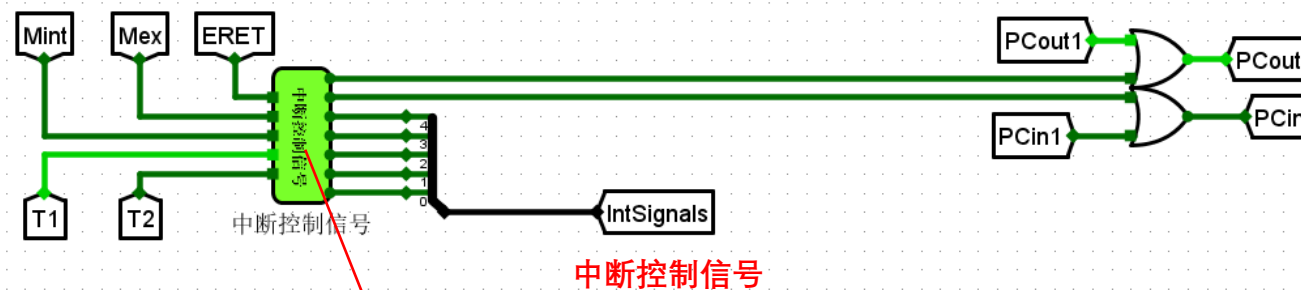 Mint
Mex
ERET
PCout1
PCout
中断控制信号
4
3
2
1
0
PCin1
PCin
T1
T2
中断控制信号
IntSignals
中断控制信号